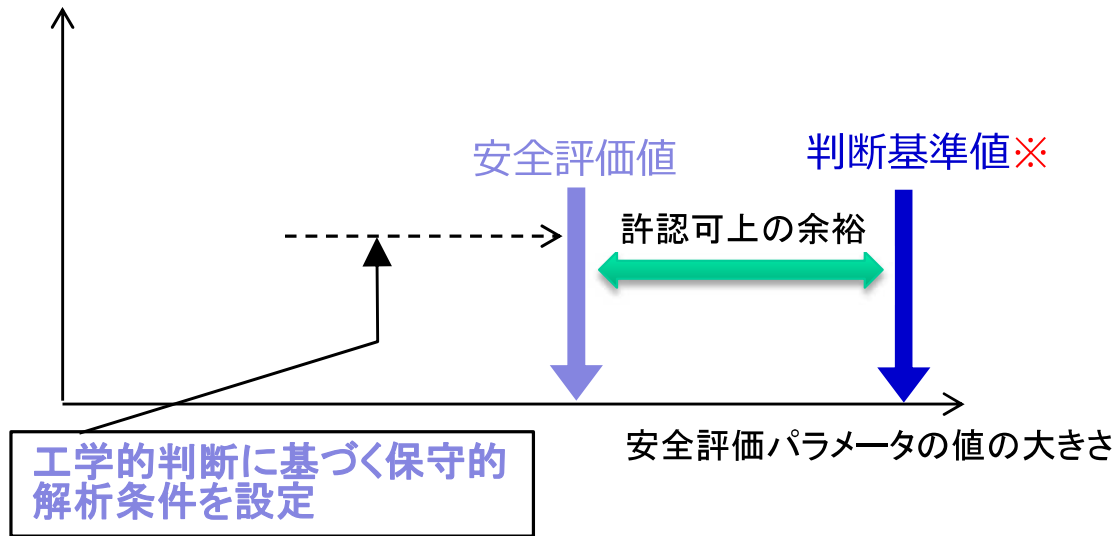 安全評価値
判断基準値※
許認可上の余裕
安全評価パラメータの値の大きさ
工学的判断に基づく保守的
解析条件を設定